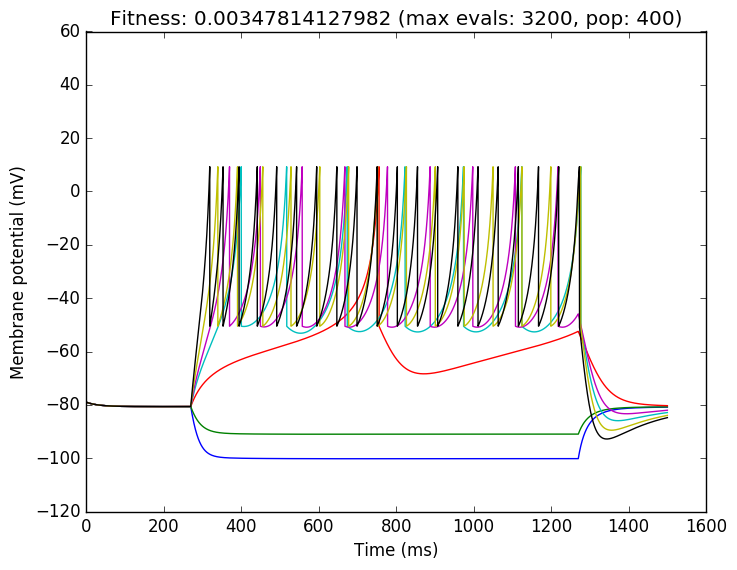 Fitness: 0.00347814127982 (max evals: 3200, pop: 400)
60
40
20
0
−20
−40
−60
−80
−100
−120
Membrane potential (mV)
0 200 400 600 800 1000 1200 1400 1600
Time (ms)